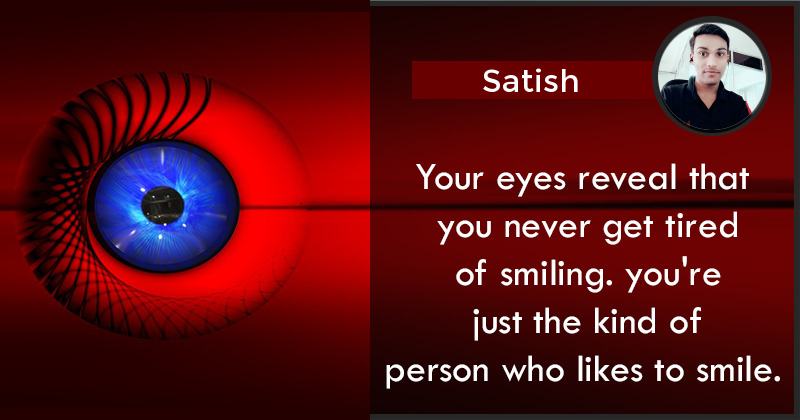 Satish
Your eyes reveal that
you never get tired
of smiling. you're
just the kind of
person who likes to smile.